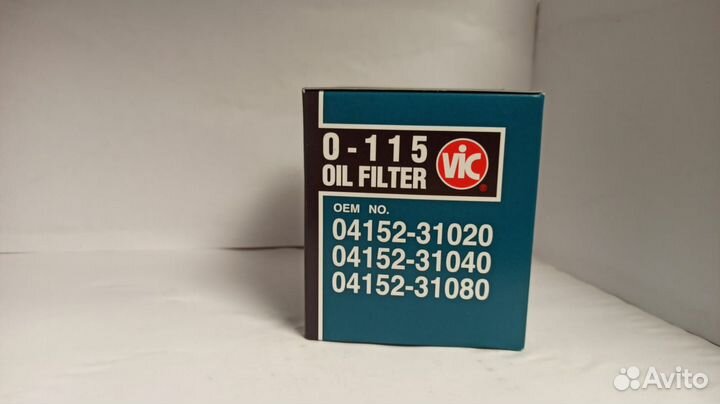 O-115
OIL FILTER
VIC
®
OEM NO.
04152-31020
04152-31040
04152-31080
Avito